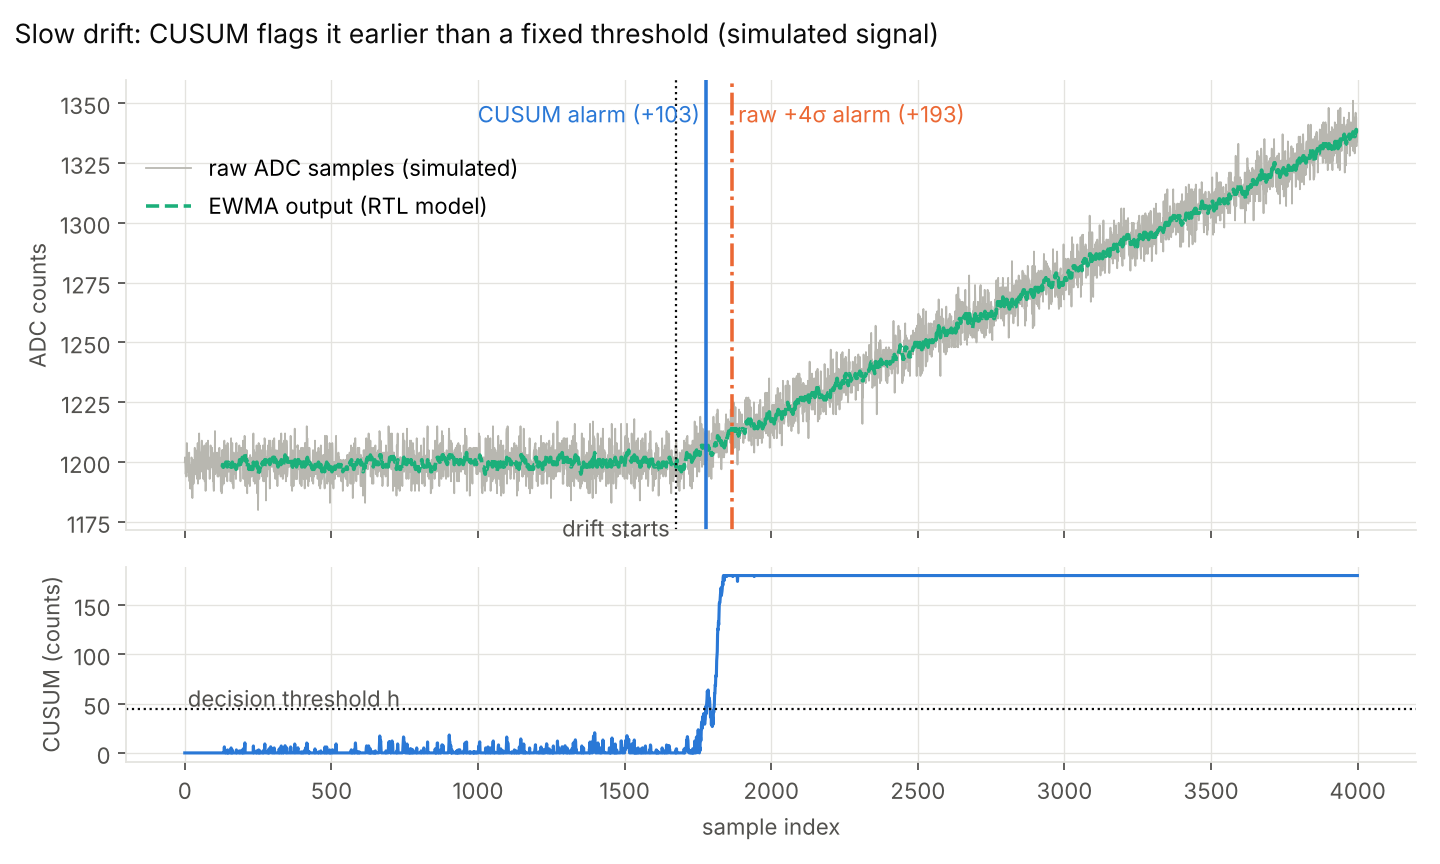 Slow drift: CUSUM flags it earlier than a fixed threshold (simulated signal)
CUSUM alarm (+103)
raw +4σ alarm (+193)
raw ADC samples (simulated)
EWMA output (RTL model)
ADC counts
1350
1325
1300
1275
1250
1225
1200
1175
drift starts
CUSUM (counts)
150
100
50
0
decision threshold h
0
500
1000
1500
2000
2500
3000
3500
4000
sample index